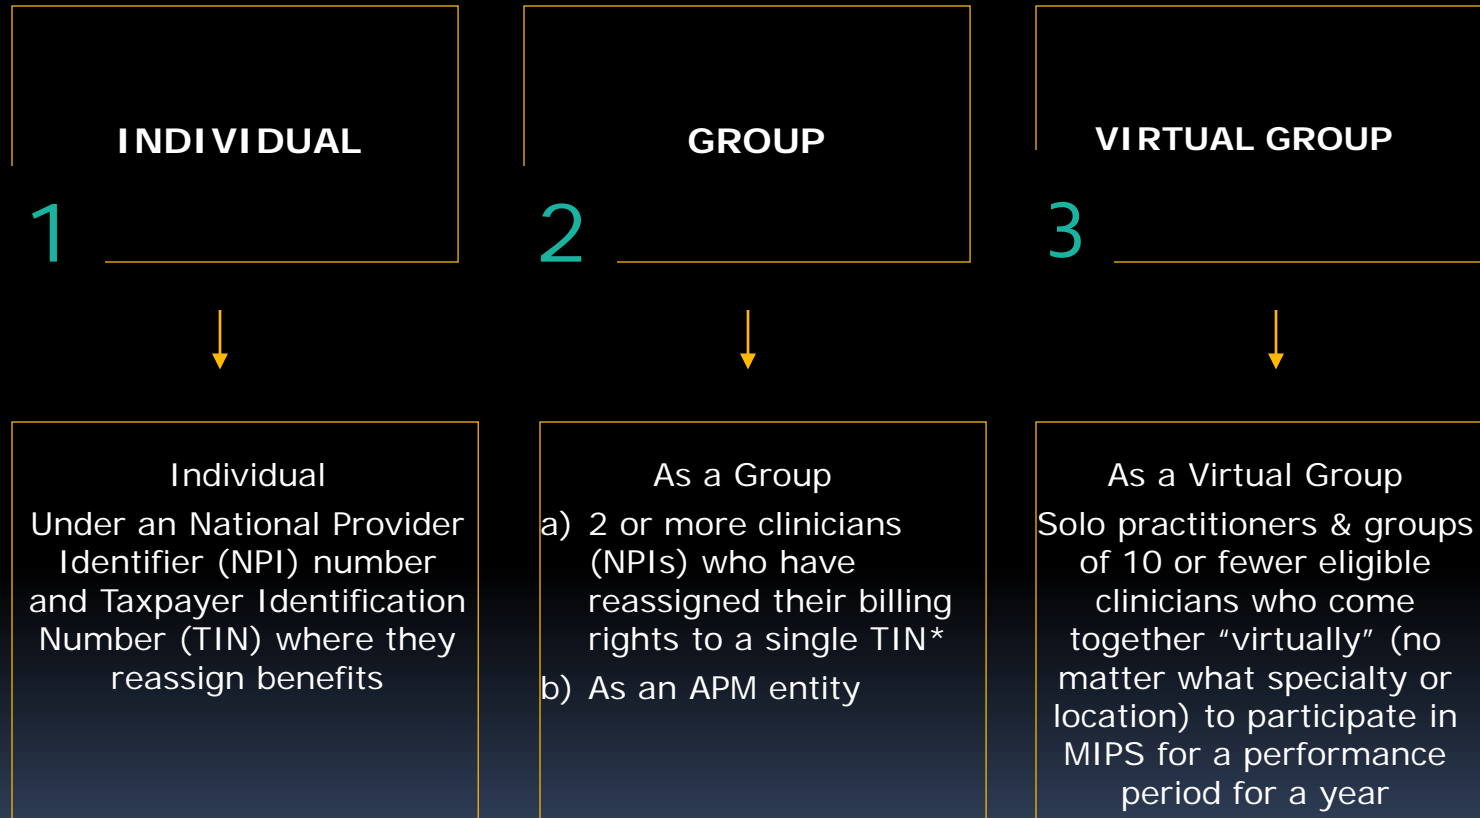 INDIVIDUAL
1
GROUP
2
VIRTUAL GROUP
3
Individual
Under an National Provider
Identifier (NPI) number
and Taxpayer Identification
Number (TIN) where they
reassign benefits
As a Group
a) 2 or more clinicians
(NPIs) who have
reassigned their billing
rights to a single TIN*
b) As an APM entity
As a Virtual Group
Solo practitioners & groups
of 10 or fewer eligible
clinicians who come
together “virtually” (no
matter what specialty or
location) to participate in
MIPS for a performance
period for a year